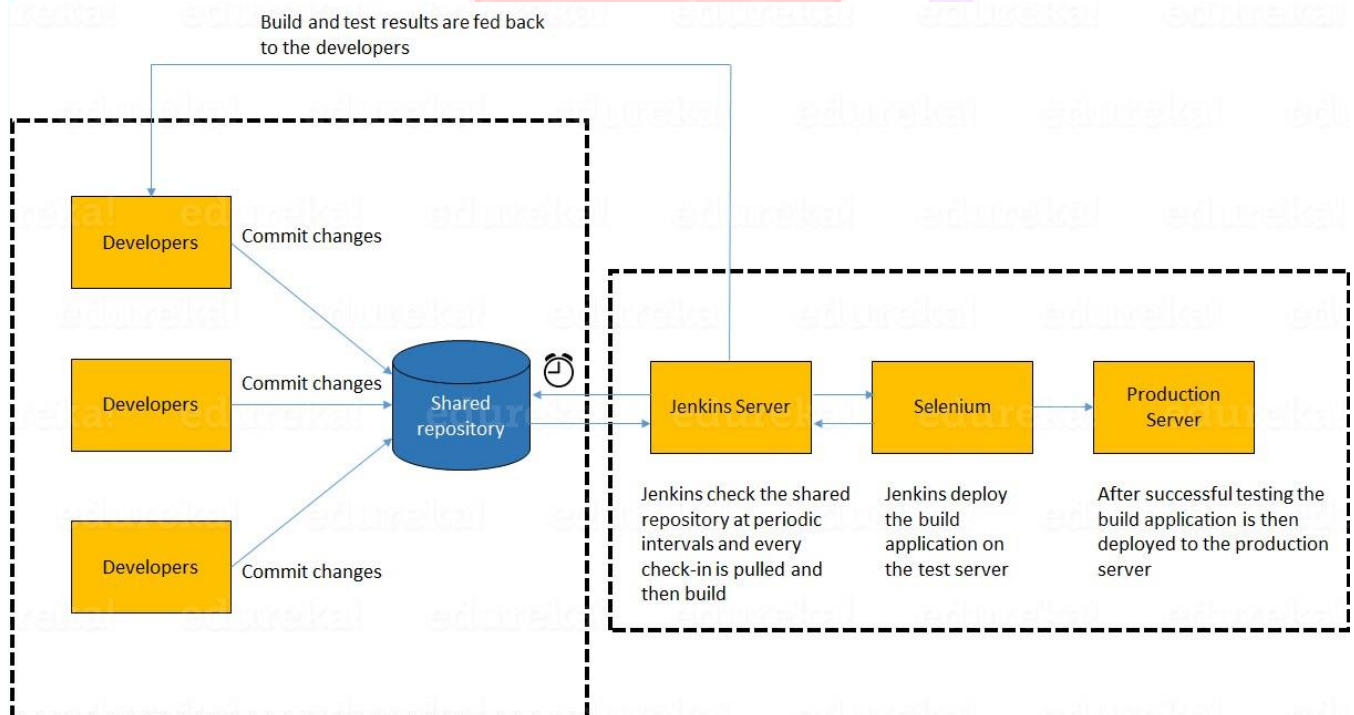 Build and test results are fed back
to the developers
Developers
Commit changes
Developers
Commit changes
Developers
Commit changes
Shared
repository
Jenkins Server
Selenium
Production
Server
Jenkins check the shared
repository at periodic
intervals and every
check-in is pulled and
then build
Jenkins deploy
the build
application on
the test server
After successful testing the
build application is then
deployed to the production
server
edureka!